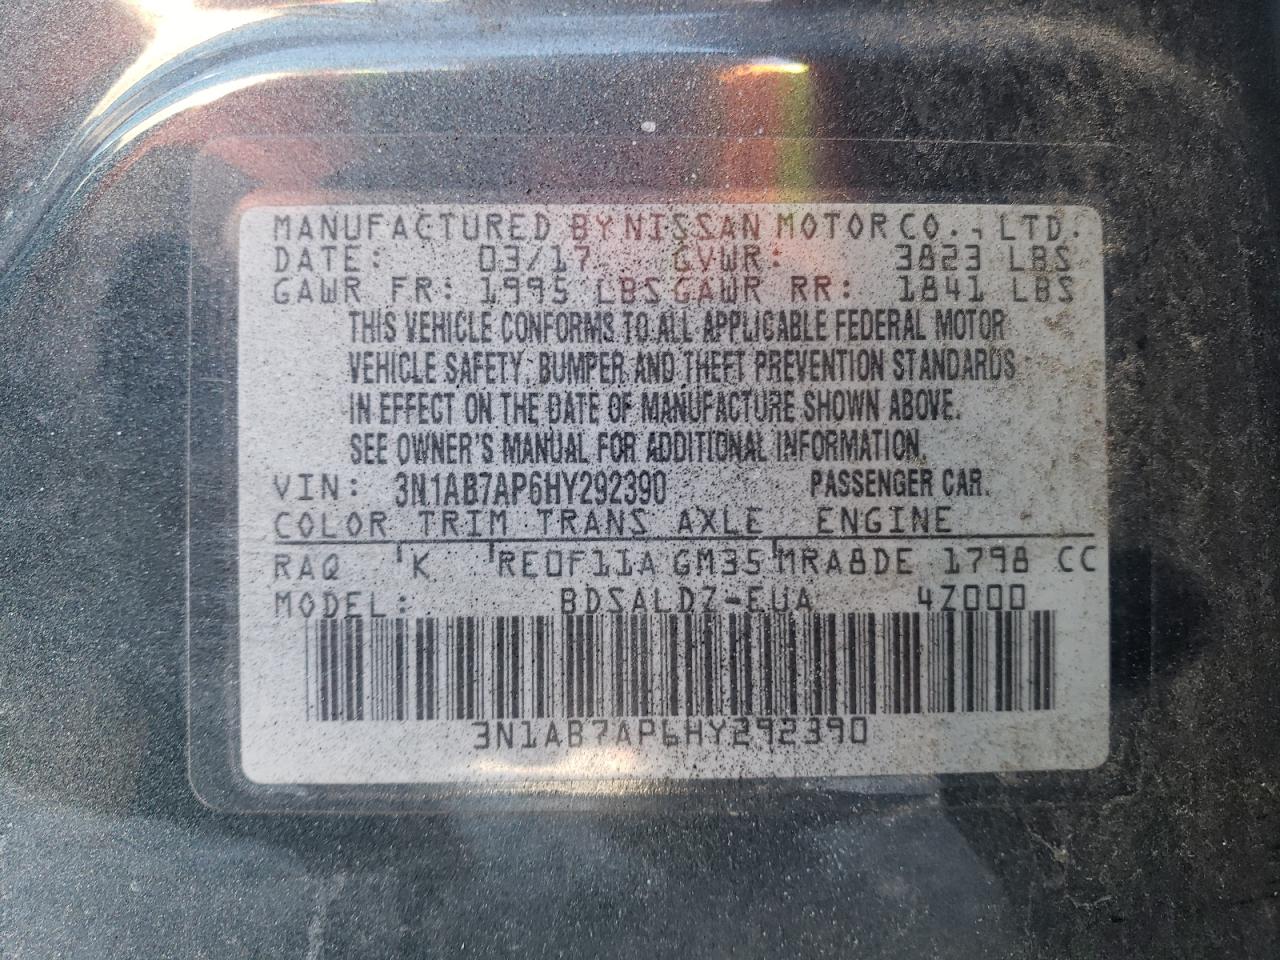 MANUFACTURED BY NISSAN MOTOR CO., LTD.
DATE: 03/17 GVWR: 3823 LBS
GAWR FR: 1995 LBS GAWR RR: 1841 LBS
THIS VEHICLE CONFORMS TO ALL APPLICABLE FEDERAL MOTOR
VEHICLE SAFETY, BUMPER AND THEFT PREVENTION STANDARDS
IN EFFECT ON THE DATE OF MANUFACTURE SHOWN ABOVE.
SEE OWNER'S MANUAL FOR ADDITIONAL INFORMATION.
VIN: 3N1AB7AP6HY292390 PASSENGER CAR.
COLOR TRIM TRANS AXLE ENGINE
RAQ K RE0F11A GM35 MRA8DE 1798 CC
MODEL: BDSALDZ-EUA 4Z000
3N1AB7AP6HY292390